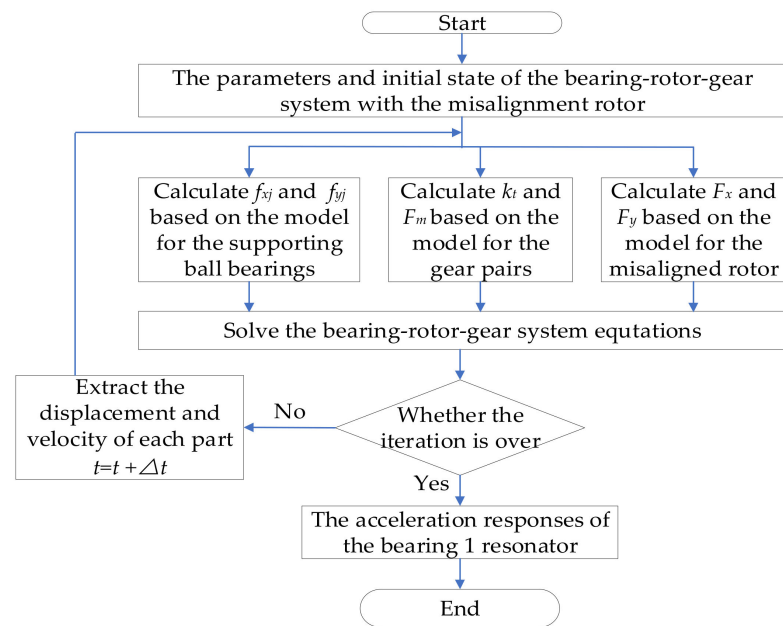 Start
The parameters and initial state of the bearing-rotor-gear
system with the misalignment rotor
Calculate fxj and fyj
based on the model
for the supporting
ball bearings
Calculate kt and
Fm based on the
model for the
gear pairs
Calculate Fx and
Fy based on the
model for the
misaligned rotor
Solve the bearing-rotor-gear system equtations
Extract the
displacement and
velocity of each part
t=t+△t
No
Whether the
iteration is over
Yes
The acceleration responses of
the bearing 1 resonator
End